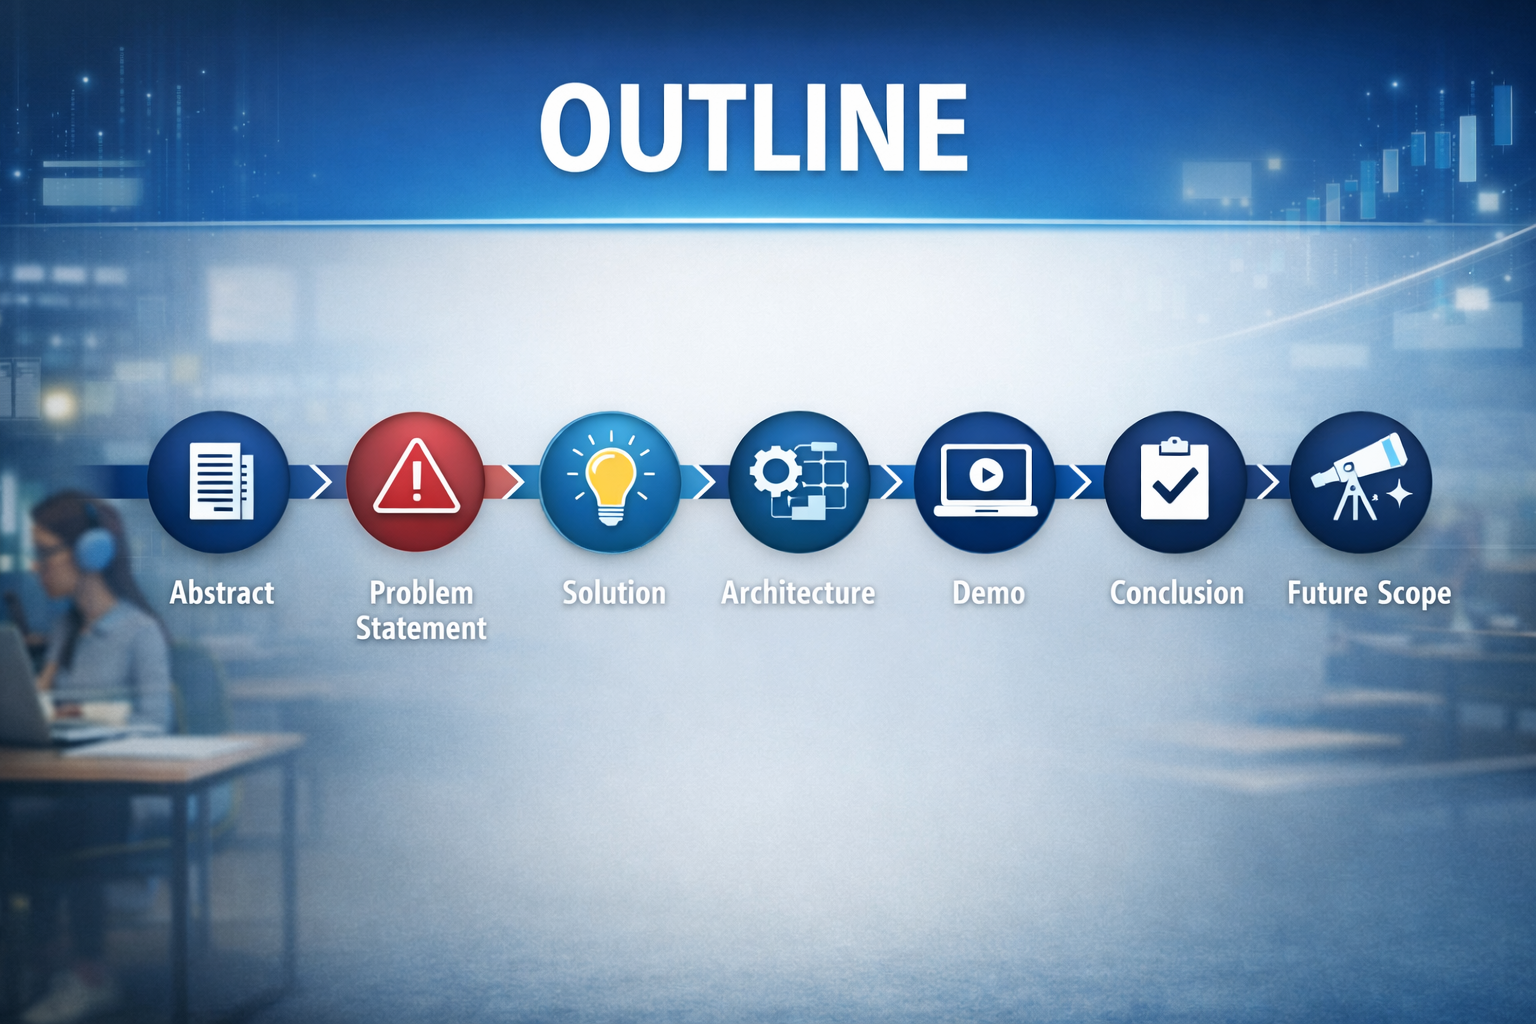 OUTLINE
Abstract
Problem
Statement
Solution
Architecture
Demo
Conclusion
Future Scope